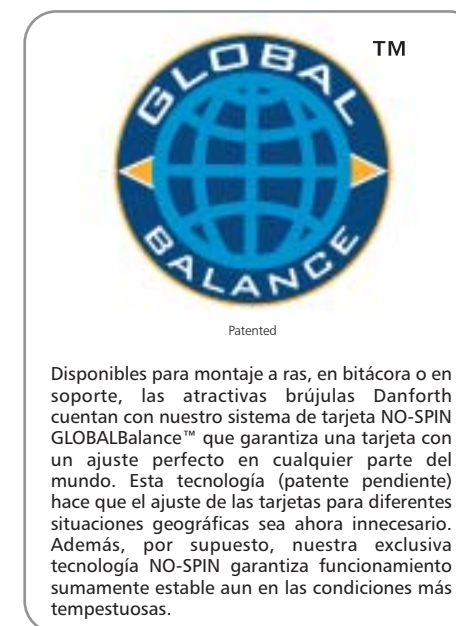 TM
GLOBAL
BALANCE
Patented
Disponibles para montaje a ras, en bitácora o en
soporte, las atractivas brújulas Danforth
cuentan con nuestro sistema de tarjeta NO-SPIN
GLOBALBalance™ que garantiza una tarjeta con
un ajuste perfecto en cualquier parte del
mundo. Esta tecnología (patente pendiente)
hace que el ajuste de las tarjetas para diferentes
situaciones geográficas sea ahora innecesario.
Además, por supuesto, nuestra exclusiva
tecnología NO-SPIN garantiza funcionamiento
sumamente estable aun en las condiciones más
tempestuosas.